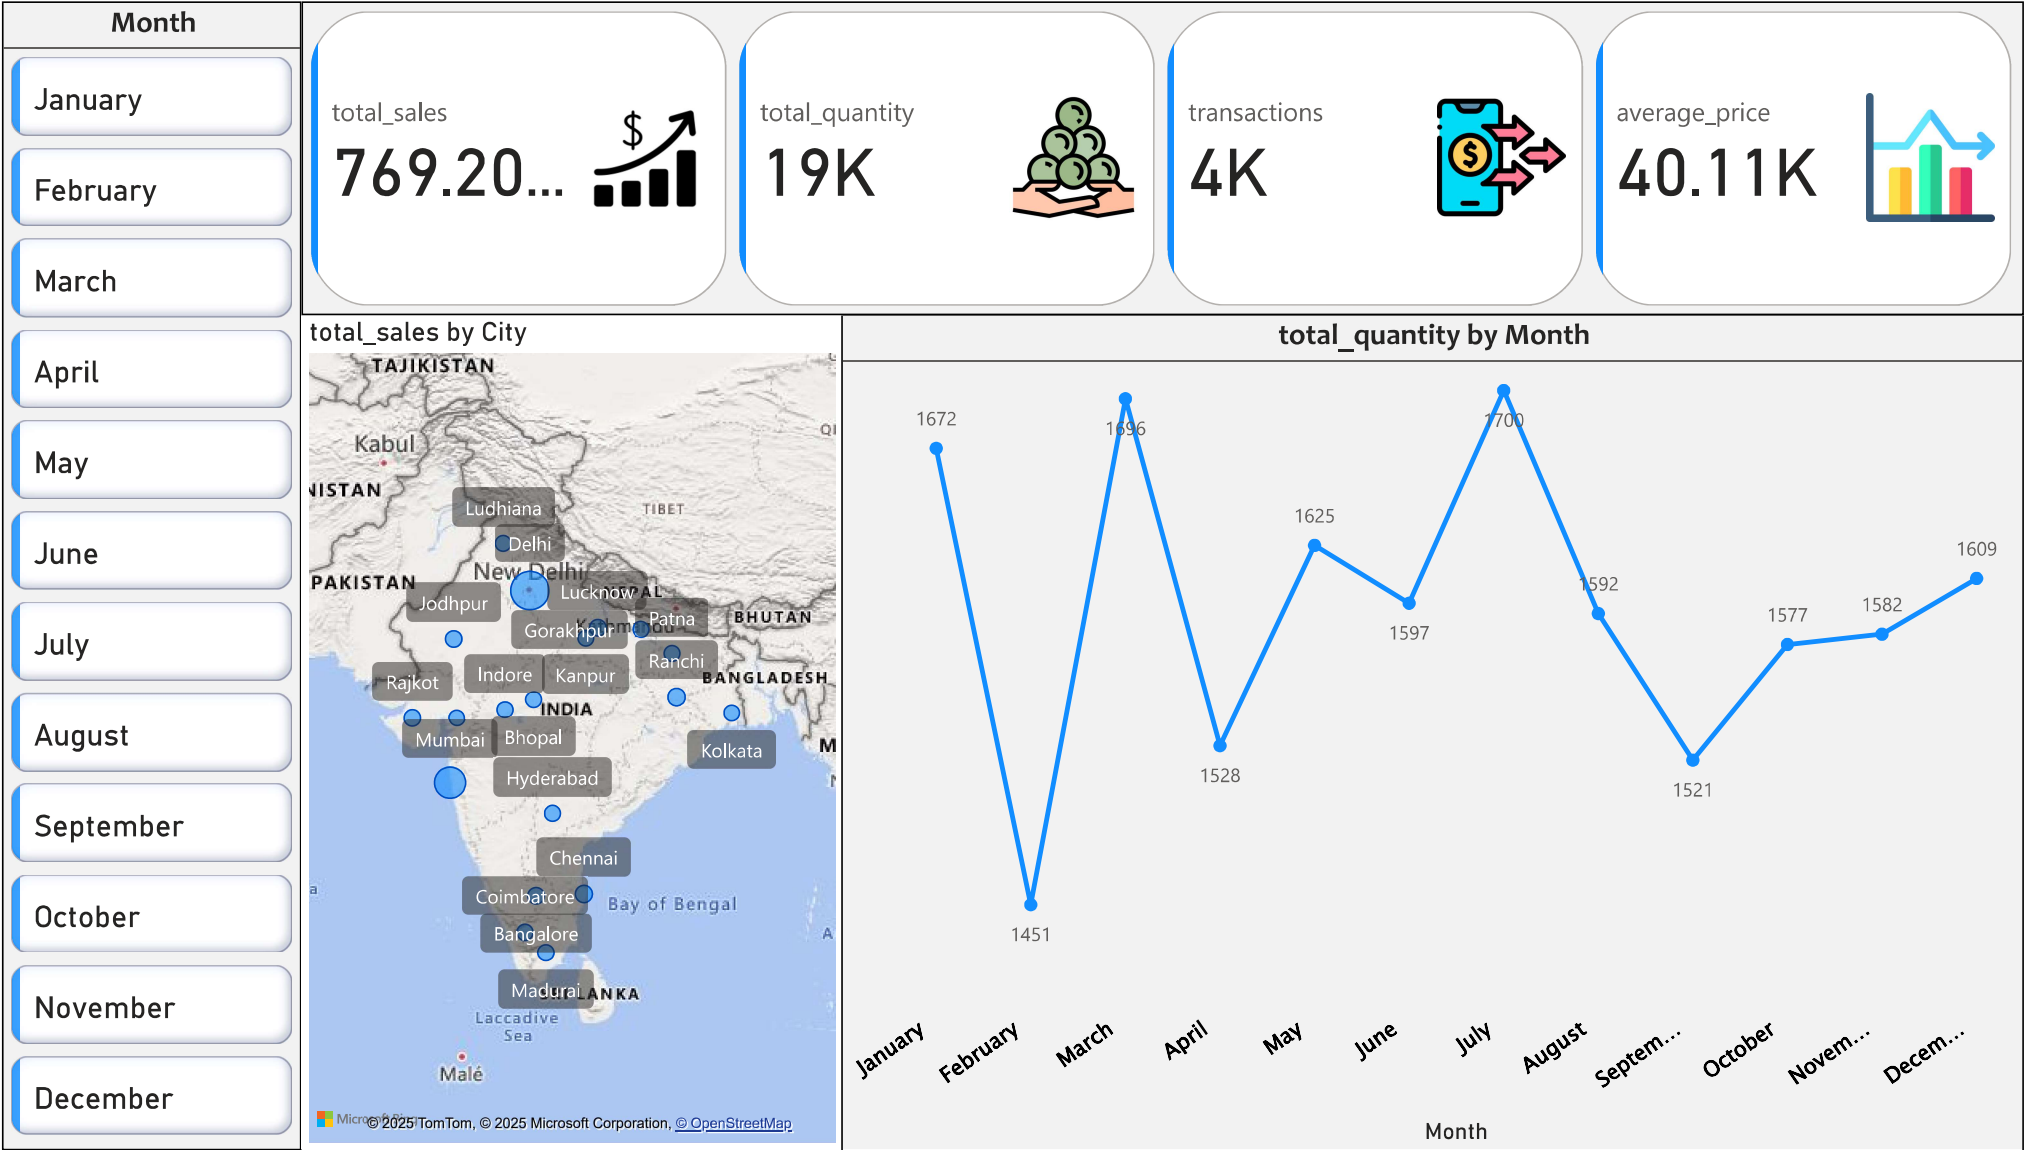 Month
January
February
March
April
May
June
July
August
September
October
November
December
total_sales
769.20...
$
total_quantity
19K
transactions
4K
$
average_price
40.11K
total_sales by City
TAJIKISTAN
Kabul
NISTAN
TIBET
Ludhiana
Delhi
New Delhi
PAKISTAN
Jodhpur
Lucknow
Gorakhpur
Patna
BHUTAN
Ranchi
Rajkot
Indore
Kanpur
BANGLADESH
INDIA
Mumbai
Bhopal
Kolkata
Hyderabad
Chennai
Coimbatore
Bay of Bengal
Bangalore
Madurai
LANKA
Laccadive
Sea
Malé
© 2025 TomTom, © 2025 Microsoft Corporation, © OpenStreetMap
total_quantity by Month
1672
1451
1696
1528
1625
1597
1700
1592
1521
1577
1582
1609
January
February
March
April
May
June
July
August
Septem...
October
Novem...
Decem...
Month